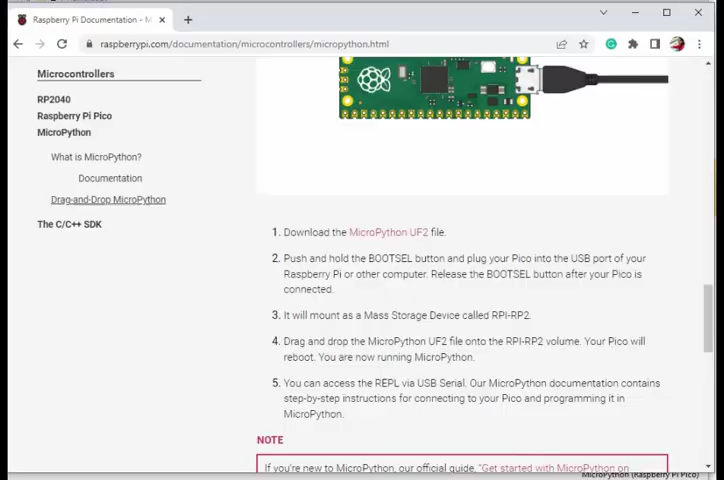 Raspberry Pi Documentation - M
raspberrypi.com/documentation/microcontrollers/micropython.html
Microcontrollers
RP2040
Raspberry Pi Pico
MicroPython
What is MicroPython?
Documentation
Drag-and-Drop MicroPython
The C/C++ SDK
1. Download the MicroPython UF2 file.
2. Push and hold the BOOTSEL button and plug your Pico into the USB port of your
Raspberry Pi or other computer. Release the BOOTSEL button after your Pico is
connected.
3. It will mount as a Mass Storage Device called RPI-RP2.
4. Drag and drop the MicroPython UF2 file onto the RPI-RP2 volume. Your Pico will
reboot. You are now running MicroPython.
5. You can access the REPL via USB Serial. Our MicroPython documentation contains
step-by-step instructions for connecting to your Pico and programming it in
MicroPython.
NOTE
If you're new to MicroPython, our official guide, "Get started with MicroPython on
MicroPython (Raspberry Pi Pico)